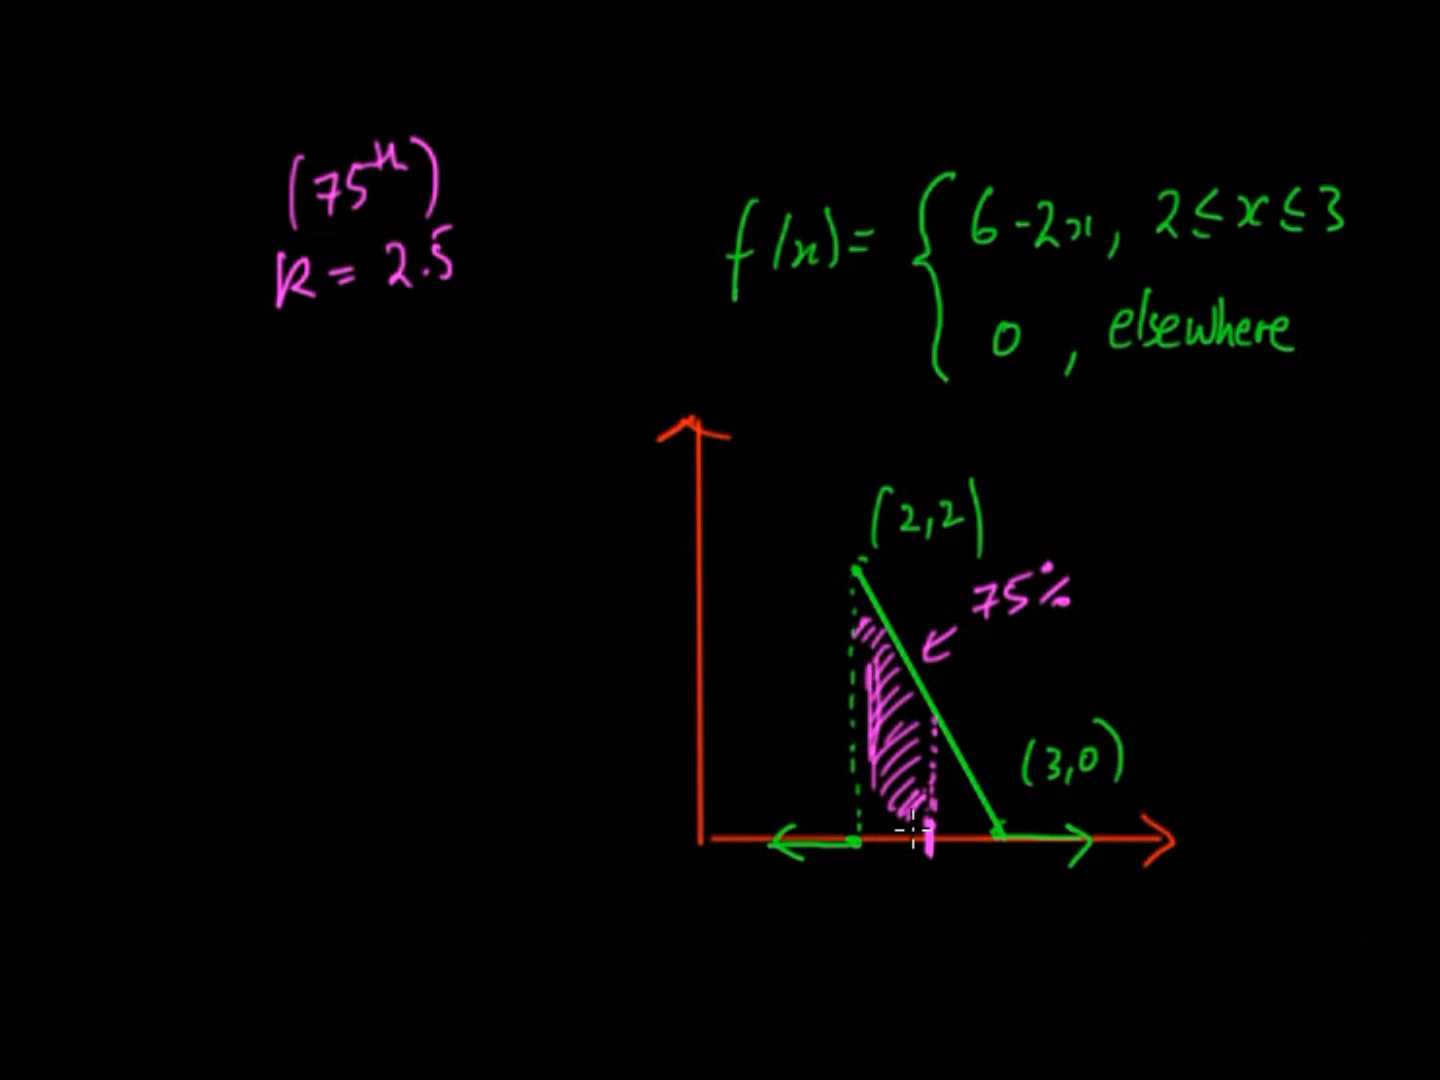 (75th)
k = 2.5
f(x) = { 6-2x, 2≤x≤3
0 , elsewhere
(2,2)
75%
(3,0)